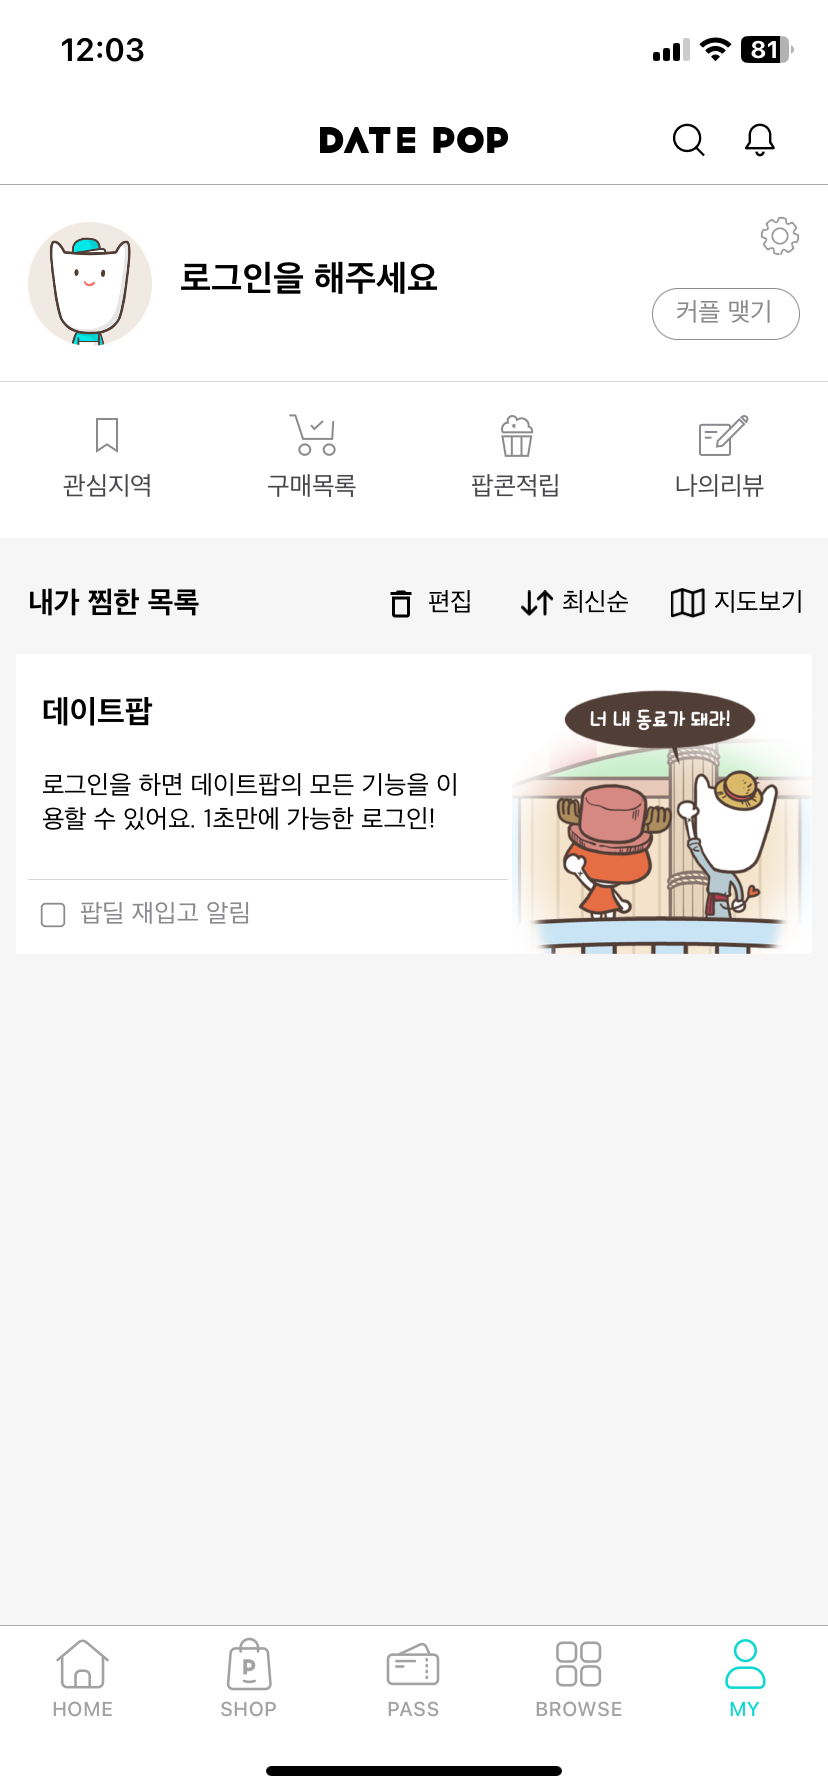 12:03
81
DATE POP
로그인을 해주세요
커플 맺기
관심지역
구매목록
팝콘적립
나의리뷰
내가 찜한 목록
편집
최신순
지도보기
데이트팝
로그인을 하면 데이트팝의 모든 기능을 이
용할 수 있어요. 1초만에 가능한 로그인!
팝딜 재입고 알림
너 내 동료가 돼라!
P
HOME
SHOP
PASS
BROWSE
MY